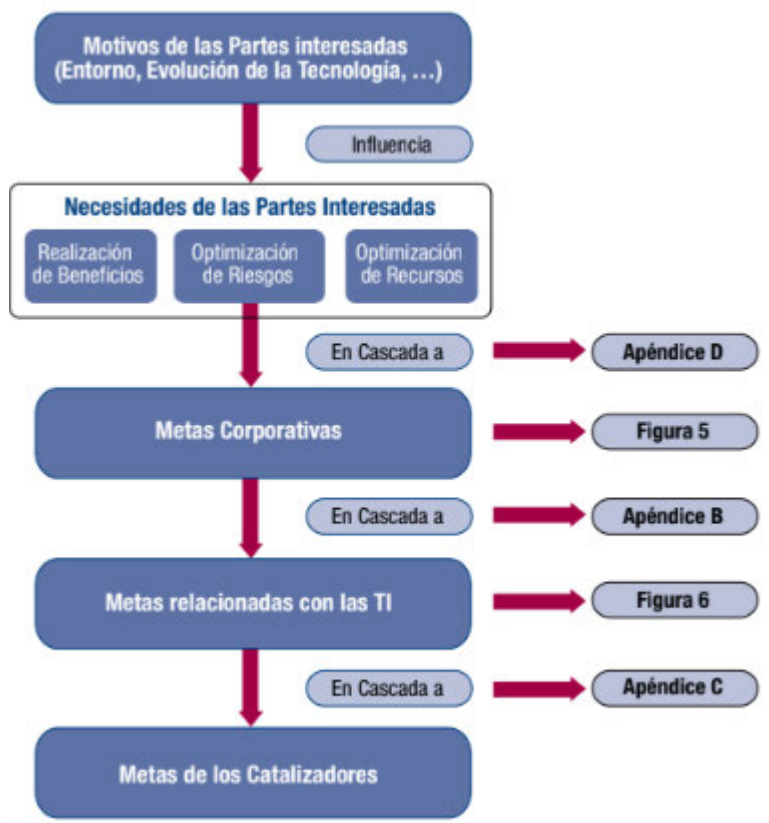 Motivos de las Partes interesadas
(Entorno, Evolución de la Tecnología, …)
Influencia
Necesidades de las Partes Interesadas
Realización
de Beneficios
Optimización
de Riesgos
Optimización
de Recursos
En Cascada a
Apéndice D
Metas Corporativas
Figura 5
En Cascada a
Apéndice B
Metas relacionadas con las TI
Figura 6
En Cascada a
Apéndice C
Metas de los Catalizadores